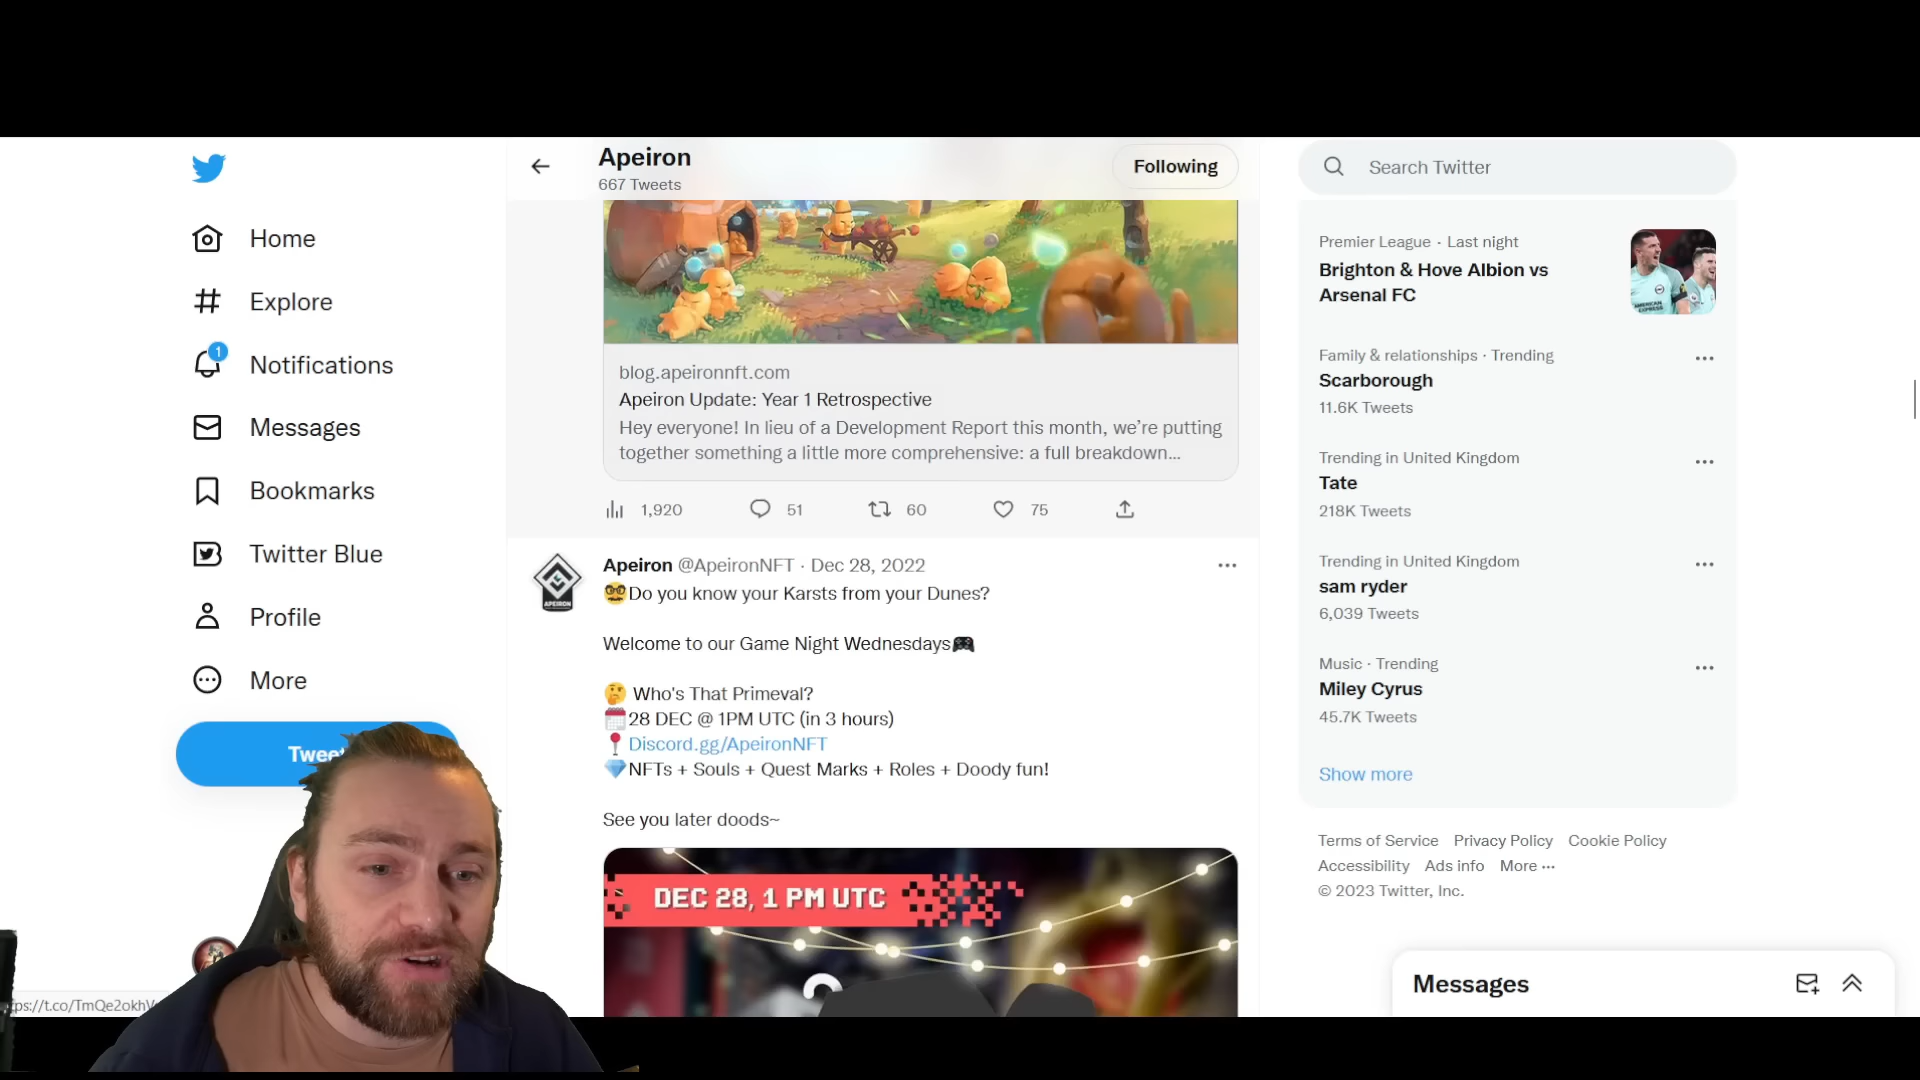 Home
Explore
1
Notifications
Messages
Bookmarks
Twitter Blue
Profile
More
Apeiron
667 Tweets
Following
blog.apeironnft.com
Apeiron Update: Year 1 Retrospective
Hey everyone! In lieu of a Development Report this month, we're putting
together something a little more comprehensive: a full breakdown...
1,920 51 60 75
APEIRON
Apeiron @ApeironNFT · Dec 28, 2022
🤓Do you know your Karsts from your Dunes?
Welcome to our Game Night Wednesdays🎮
🤔 Who's That Primeval?
📅28 DEC @ 1PM UTC (in 3 hours)
📍Discord.gg/ApeironNFT
💎NFTs + Souls + Quest Marks + Roles + Doody fun!
See you later doods~
DEC 28, 1 PM UTC
Search Twitter
Premier League · Last night
Brighton & Hove Albion vs
Arsenal FC
AMERICAN
EXPRESS
Family & relationships · Trending
Scarborough
11.6K Tweets
Trending in United Kingdom
Tate
218K Tweets
Trending in United Kingdom
sam ryder
6,039 Tweets
Music · Trending
Miley Cyrus
45.7K Tweets
Show more
Terms of Service Privacy Policy Cookie Policy
Accessibility Ads info More ···
© 2023 Twitter, Inc.
Messages